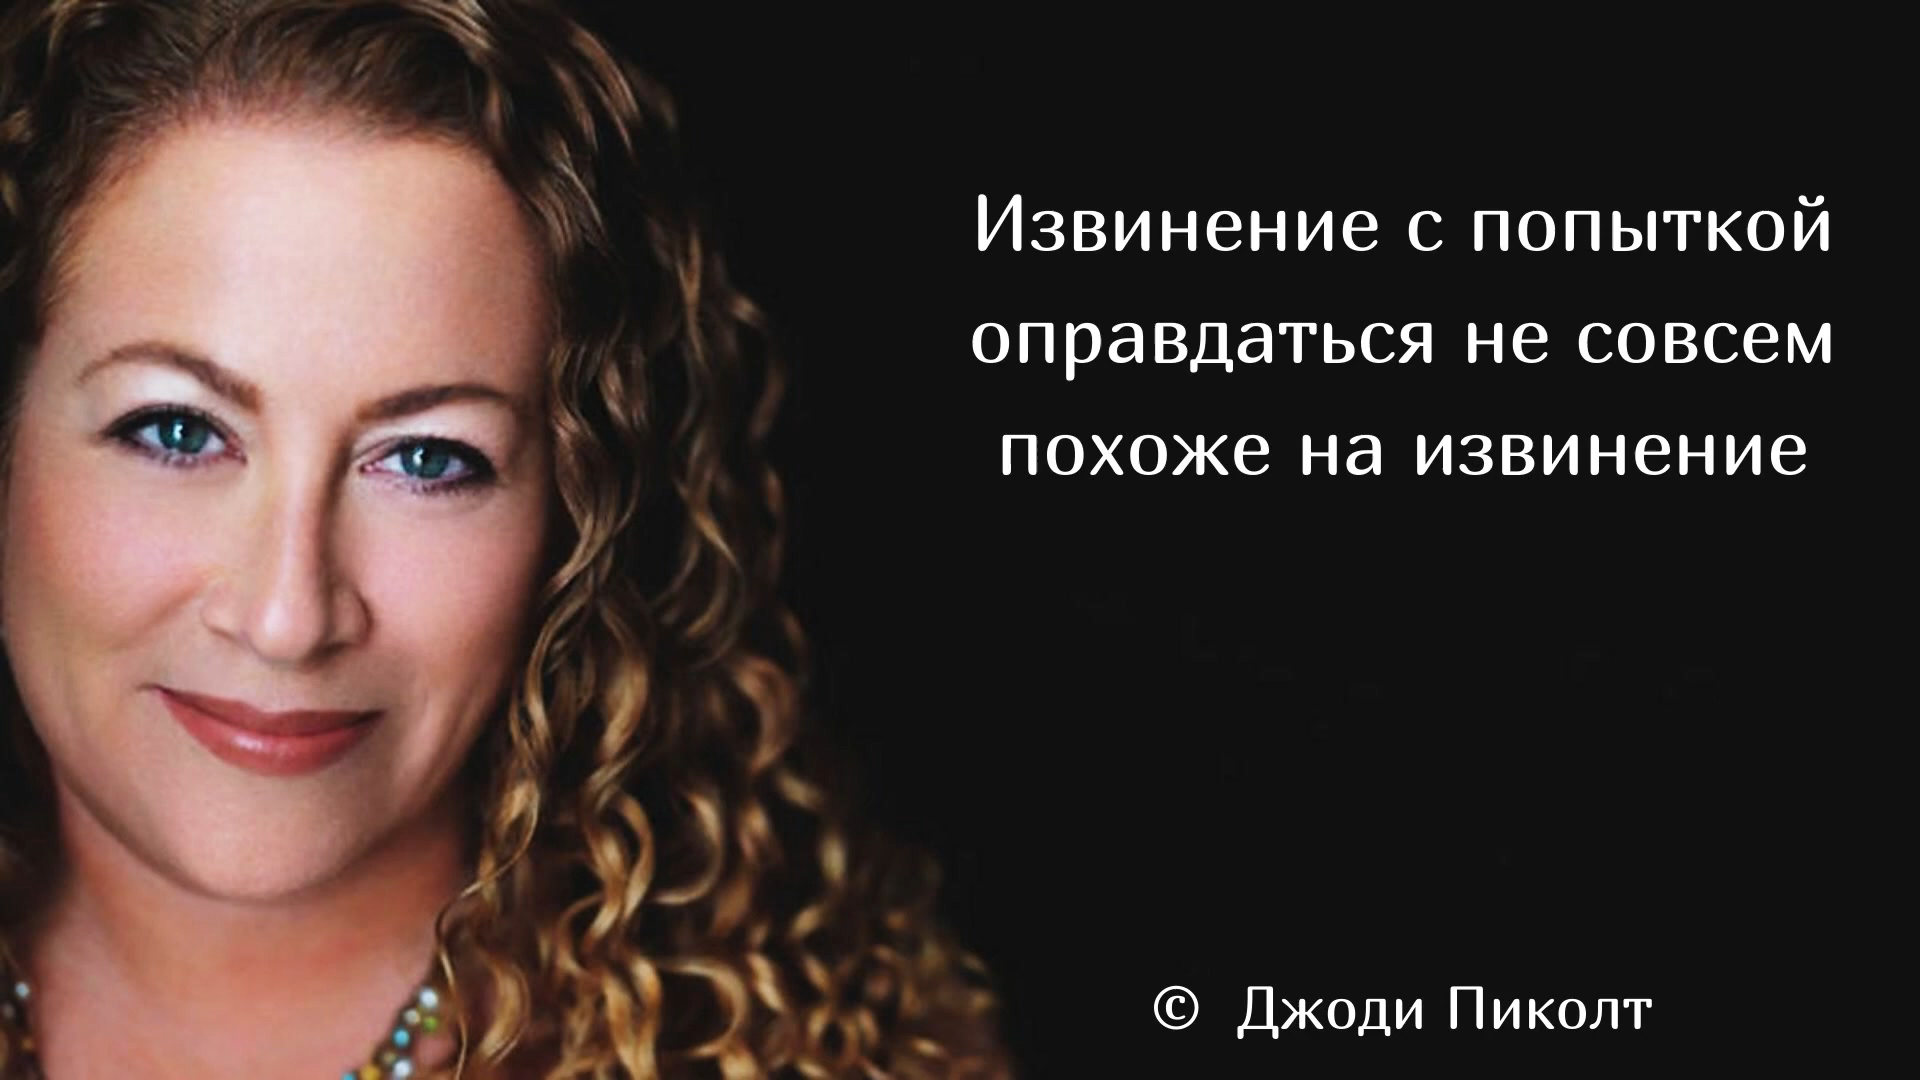 Извинение с попыткой
оправдаться не совсем
похоже на извинение
© Джоди Пиколт